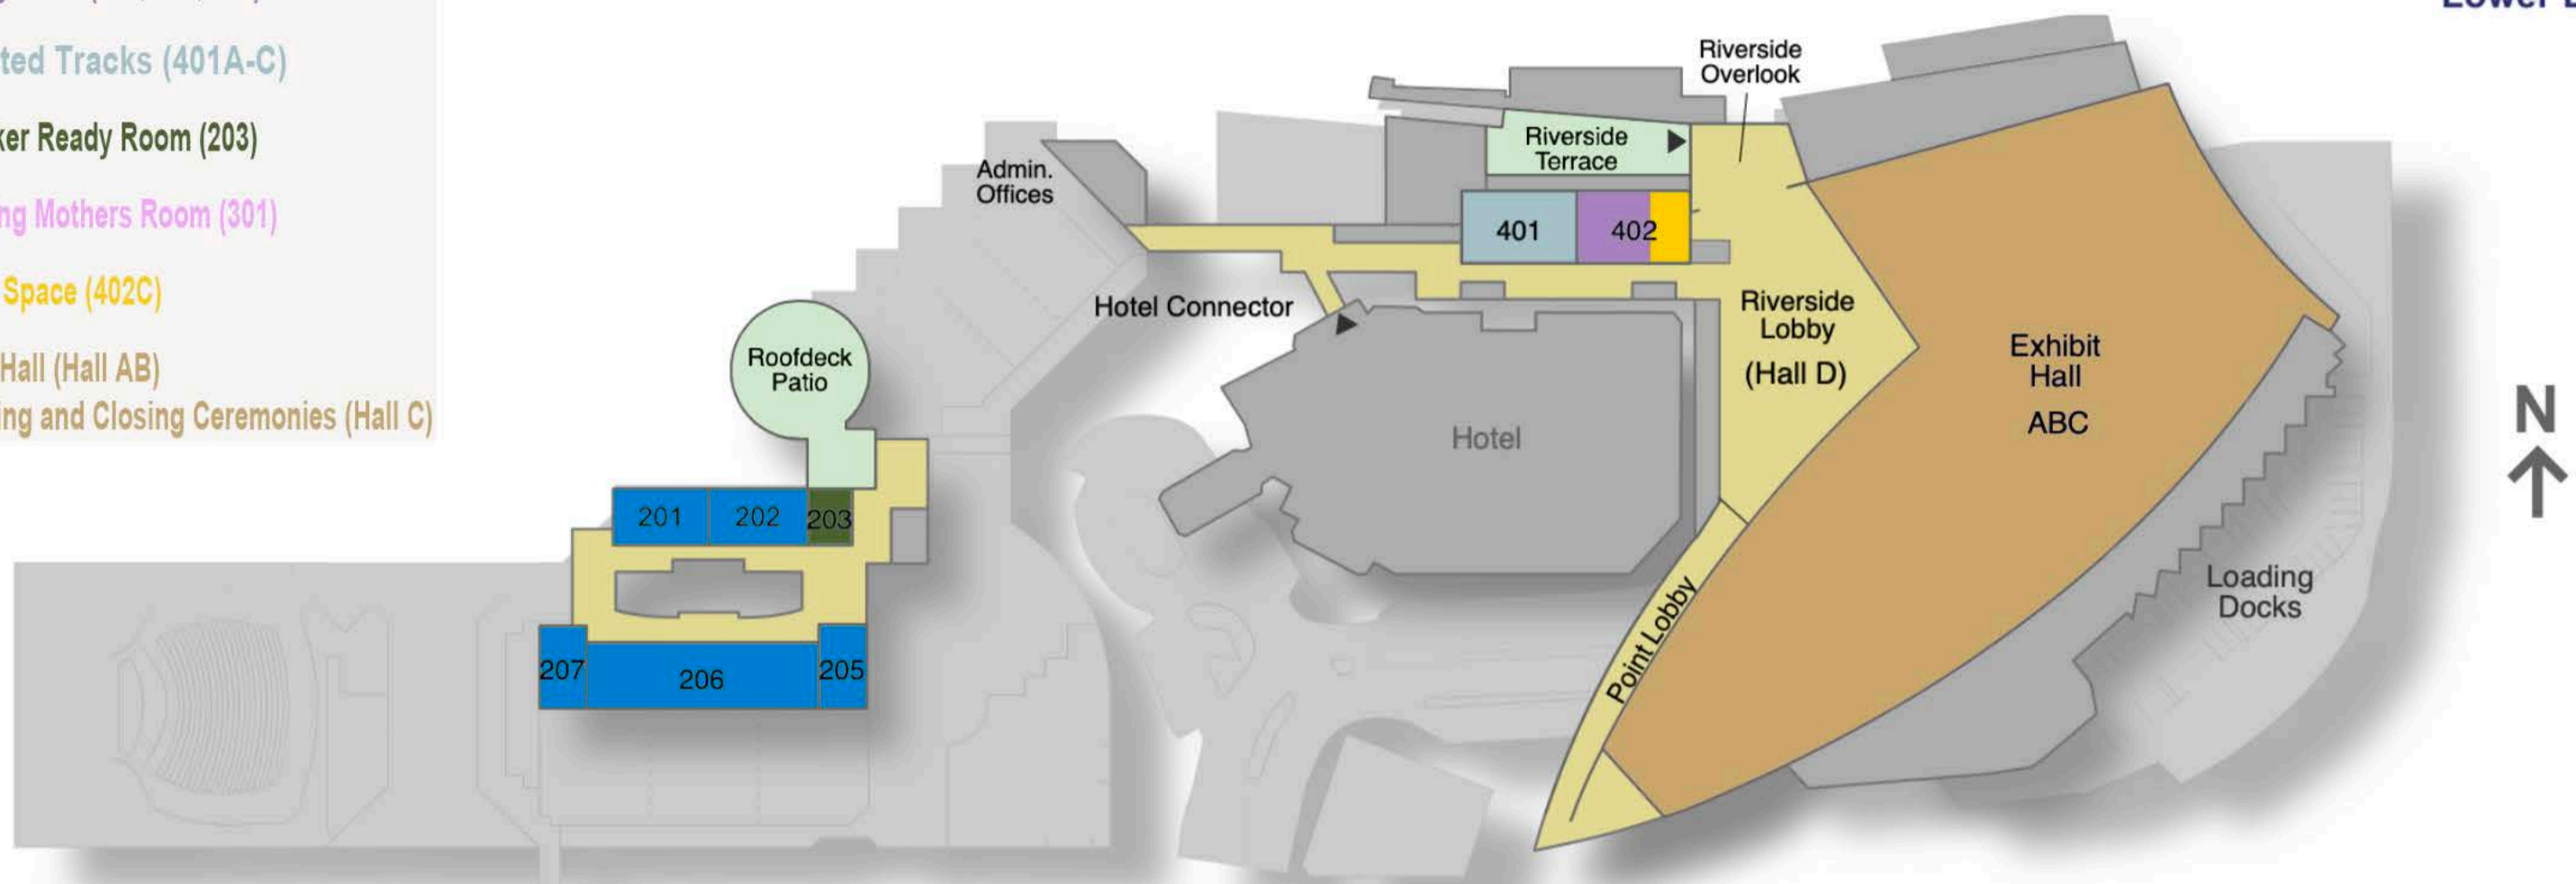 ted Tracks (401A-C)
ker Ready Room (203)
ng Mothers Room (301)
Space (402C)
Hall (Hall AB)
ing and Closing Ceremonies (Hall C)
Lower
Riverside
Overlook
Riverside
Terrace
Admin.
Offices
401
402
Hotel Connector
Riverside
Lobby
(Hall D)
Exhibit
Hall
ABC
Roofdeck
Patio
Hotel
N
201
202
203
Loading
Docks
Point Lobby
207
206
205